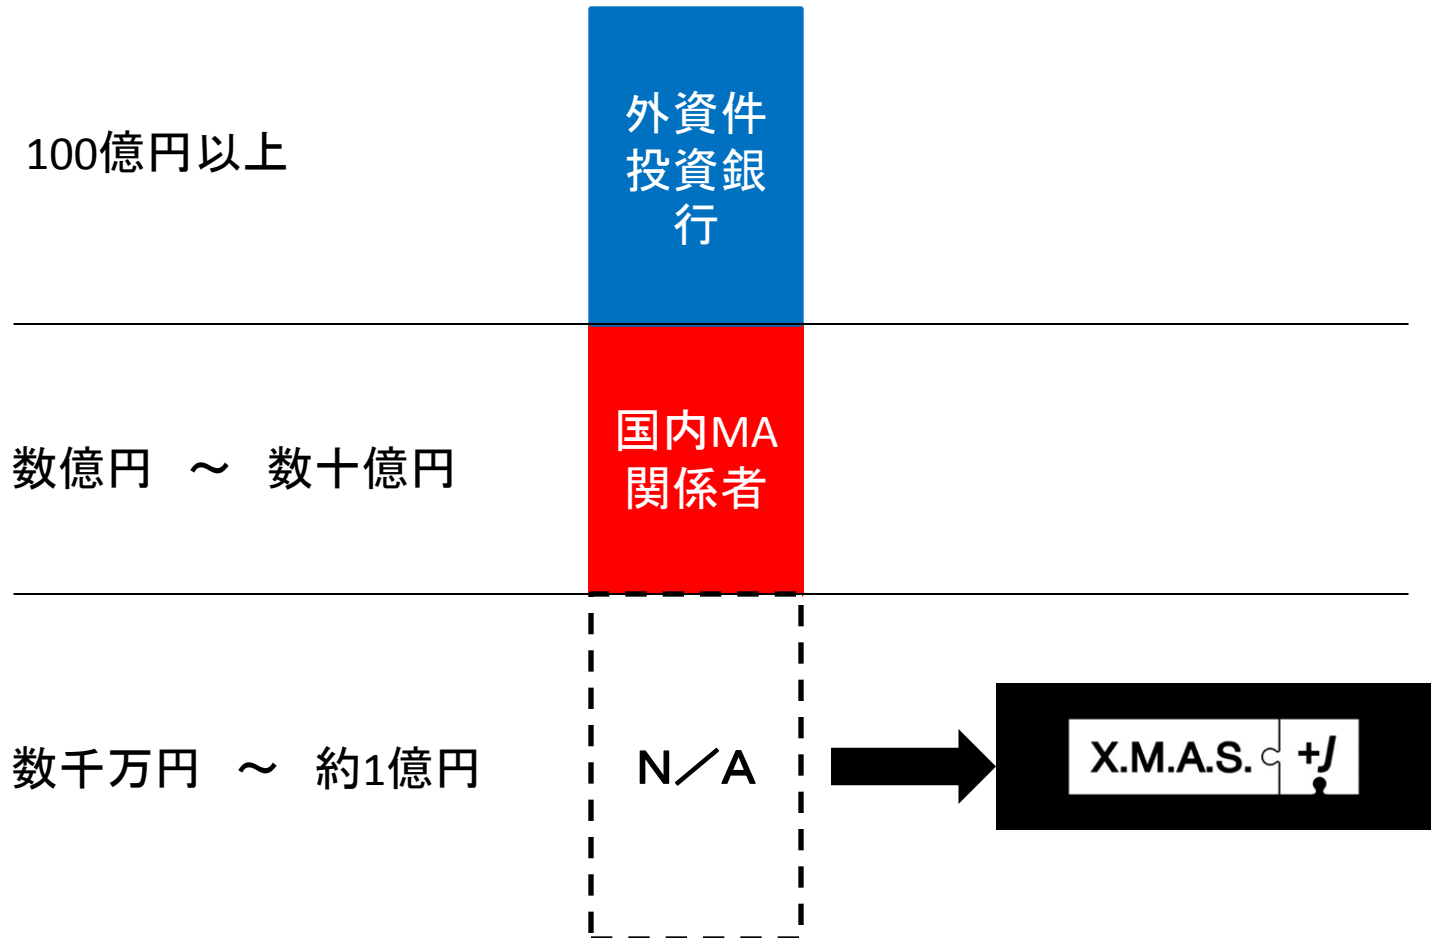 100億円以上
外資件
投資銀
行
数億円　～　数十億円
国内MA
関係者
数千万円　～　約1億円
N／A
X.M.A.S. +J